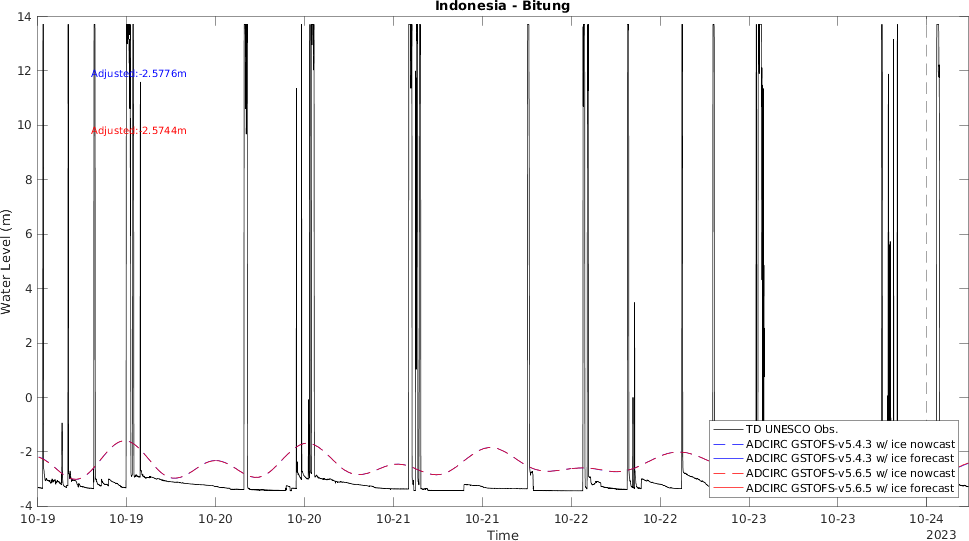 Indonesia - Bitung
14
12
10
8
6
4
2
0
-2
-4
Water Level (m)
Adjusted:-2.5776m
Adjusted:-2.5744m
TD UNESCO Obs.
ADCIRC GSTOFS-v5.4.3 w/ ice nowcast
ADCIRC GSTOFS-v5.4.3 w/ ice forecast
ADCIRC GSTOFS-v5.6.5 w/ ice nowcast
ADCIRC GSTOFS-v5.6.5 w/ ice forecast
10-19 10-19 10-20 10-20 10-21 10-21 10-22 10-22 10-23 10-23 10-24
Time
2023